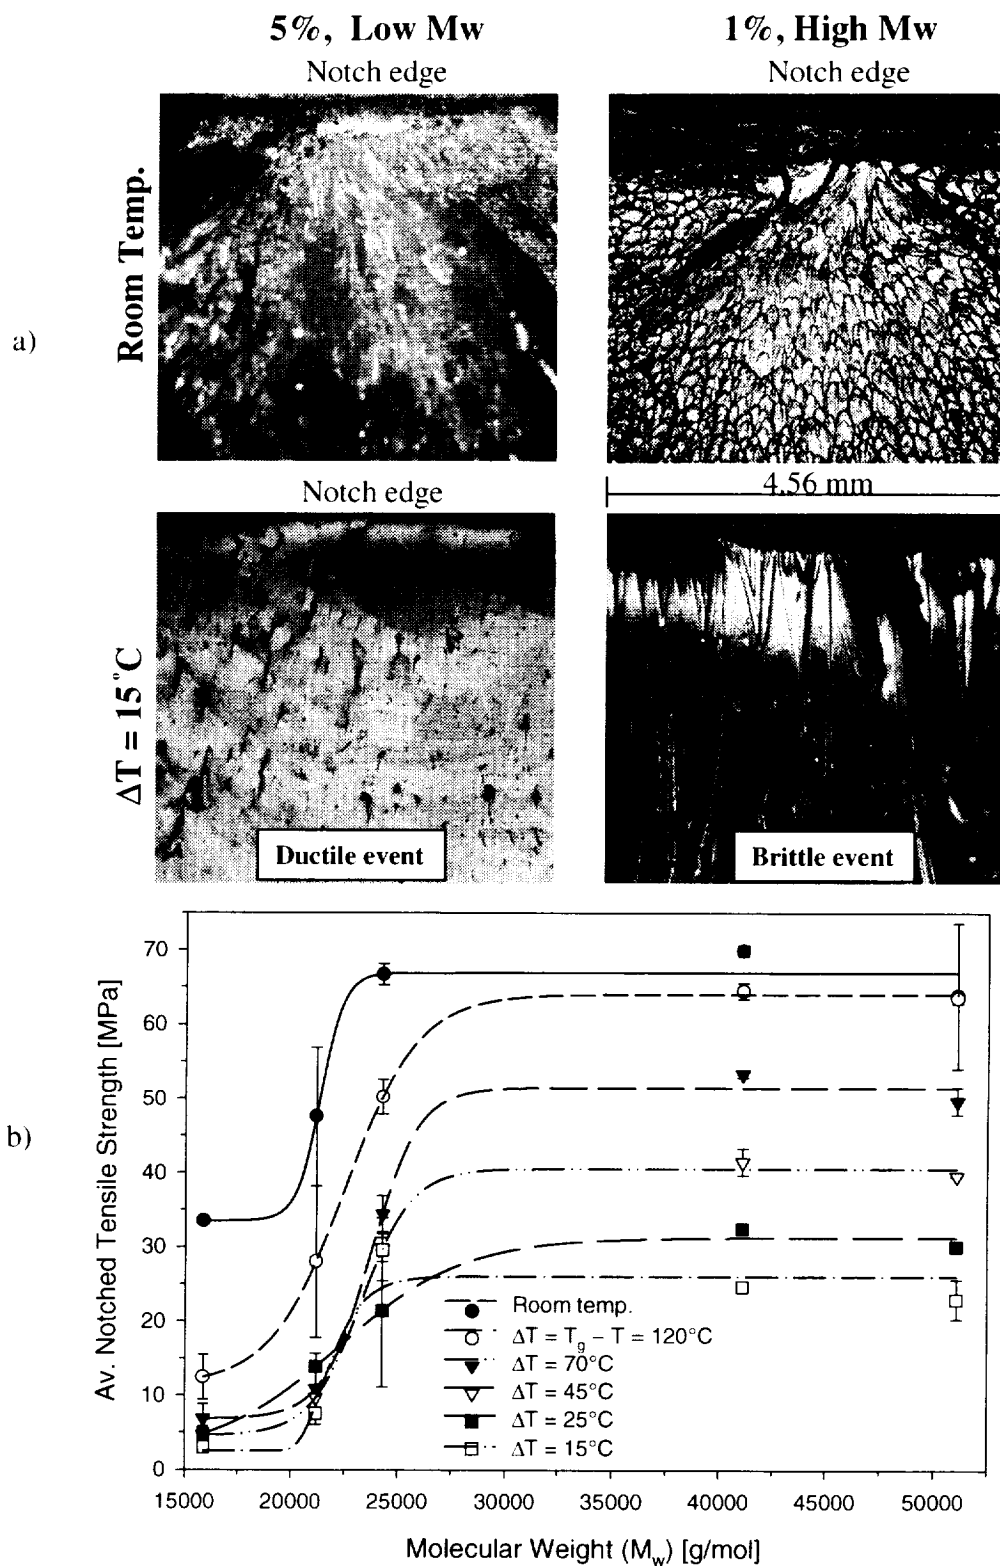 5%, Low Mw
1%, High Mw
Notch edge
Notch edge
Room Temp.
a)
Notch edge
4.56 mm
ΔT = 15°C
Ductile event
Brittle event
b)
Av. Notched Tensile Strength [MPa]
70
60
50
40
30
20
10
0
Room temp.
ΔT = Tg – T = 120°C
ΔT = 70°C
ΔT = 45°C
ΔT = 25°C
ΔT = 15°C
15000 20000 25000 30000 35000 40000 45000 50000
Molecular Weight (Mw) [g/mol]